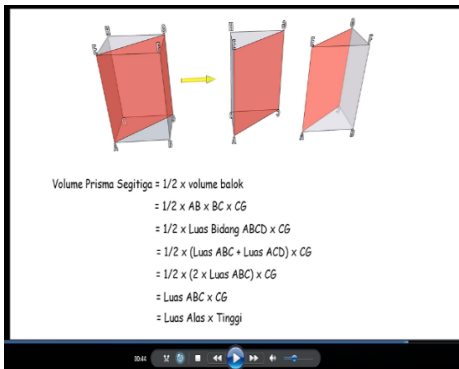 Volume Prisma Segitiga = 1/2 x volume balok
= 1/2 x AB x BC x CG
= 1/2 x Luas Bidang ABCD x CG
= 1/2 x (Luas ABC + Luas ACD) x CG
= 1/2 x (2 x Luas ABC) x CG
= Luas ABC x CG
= Luas Alas x Tinggi